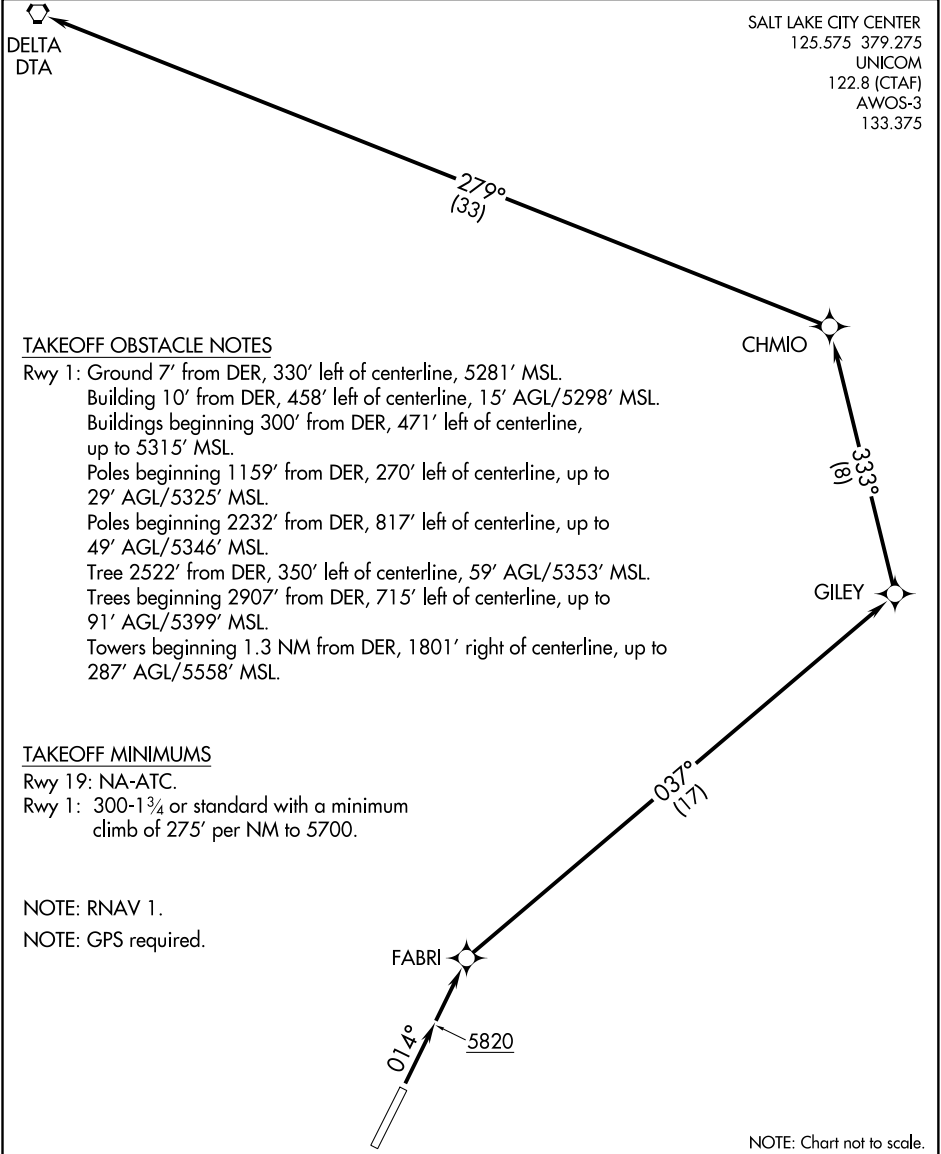 SALT LAKE CITY CENTER
125.575 379.275
UNICOM
122.8 (CTAF)
AWOS-3
133.375
DELTA
DTA
279°
(33)
CHMIO
333°
(8)
GILEY
TAKEOFF OBSTACLE NOTES
Rwy 1: Ground 7' from DER, 330' left of centerline, 5281' MSL.
Building 10' from DER, 458' left of centerline, 15' AGL/5298' MSL.
Buildings beginning 300' from DER, 471' left of centerline,
up to 5315' MSL.
Poles beginning 1159' from DER, 270' left of centerline, up to
29' AGL/5325' MSL.
Poles beginning 2232' from DER, 817' left of centerline, up to
49' AGL/5346' MSL.
Tree 2522' from DER, 350' left of centerline, 59' AGL/5353' MSL.
Trees beginning 2907' from DER, 715' left of centerline, up to
91' AGL/5399' MSL.
Towers beginning 1.3 NM from DER, 1801' right of centerline, up to
287' AGL/5558' MSL.
TAKEOFF MINIMUMS
Rwy 19: NA-ATC.
Rwy 1: 300-1¾ or standard with a minimum
climb of 275' per NM to 5700.
037°
(17)
NOTE: RNAV 1.
NOTE: GPS required.
FABRI
014°
5820
NOTE: Chart not to scale.